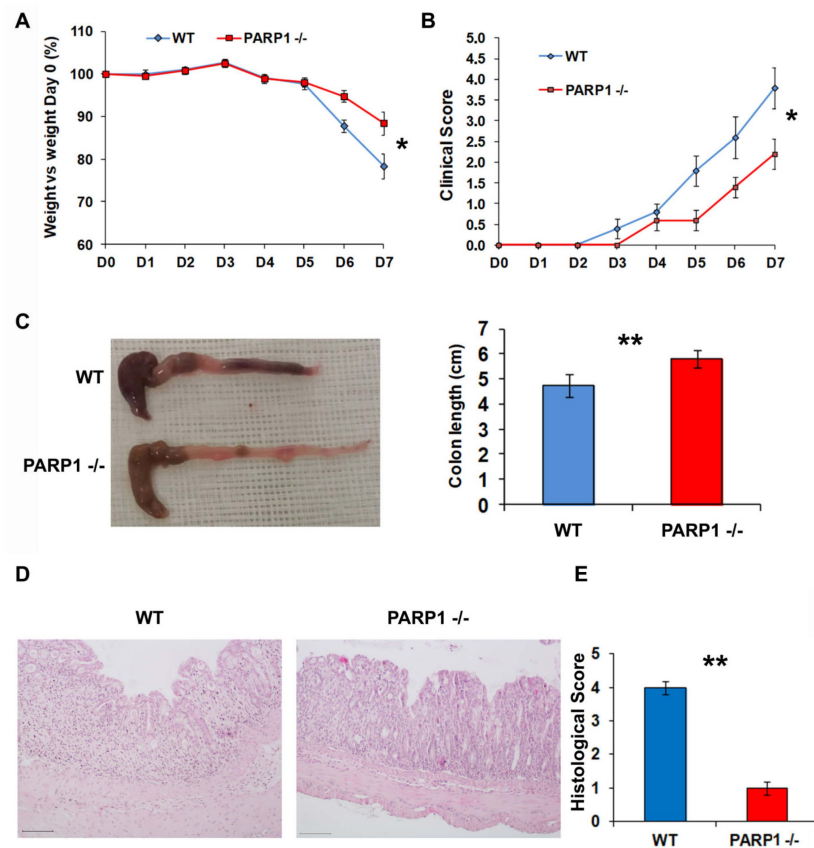 A
WT
PARP1 -/-
Weight vs weight Day 0 (%)
110
100
90
80
70
60
*
D0 D1 D2 D3 D4 D5 D6 D7
B
Clinical Score
5.0
4.5
4.0
3.5
3.0
2.5
2.0
1.5
1.0
0.5
0.0
WT
PARP1 -/-
*
D0 D1 D2 D3 D4 D5 D6 D7
C
WT
PARP1 -/-
Colon length (cm)
7
6
5
4
3
2
1
0
**
WT PARP1 -/-
D
WT PARP1 -/-
E
Histological Score
5
4
3
2
1
0
**
WT PARP1 -/-